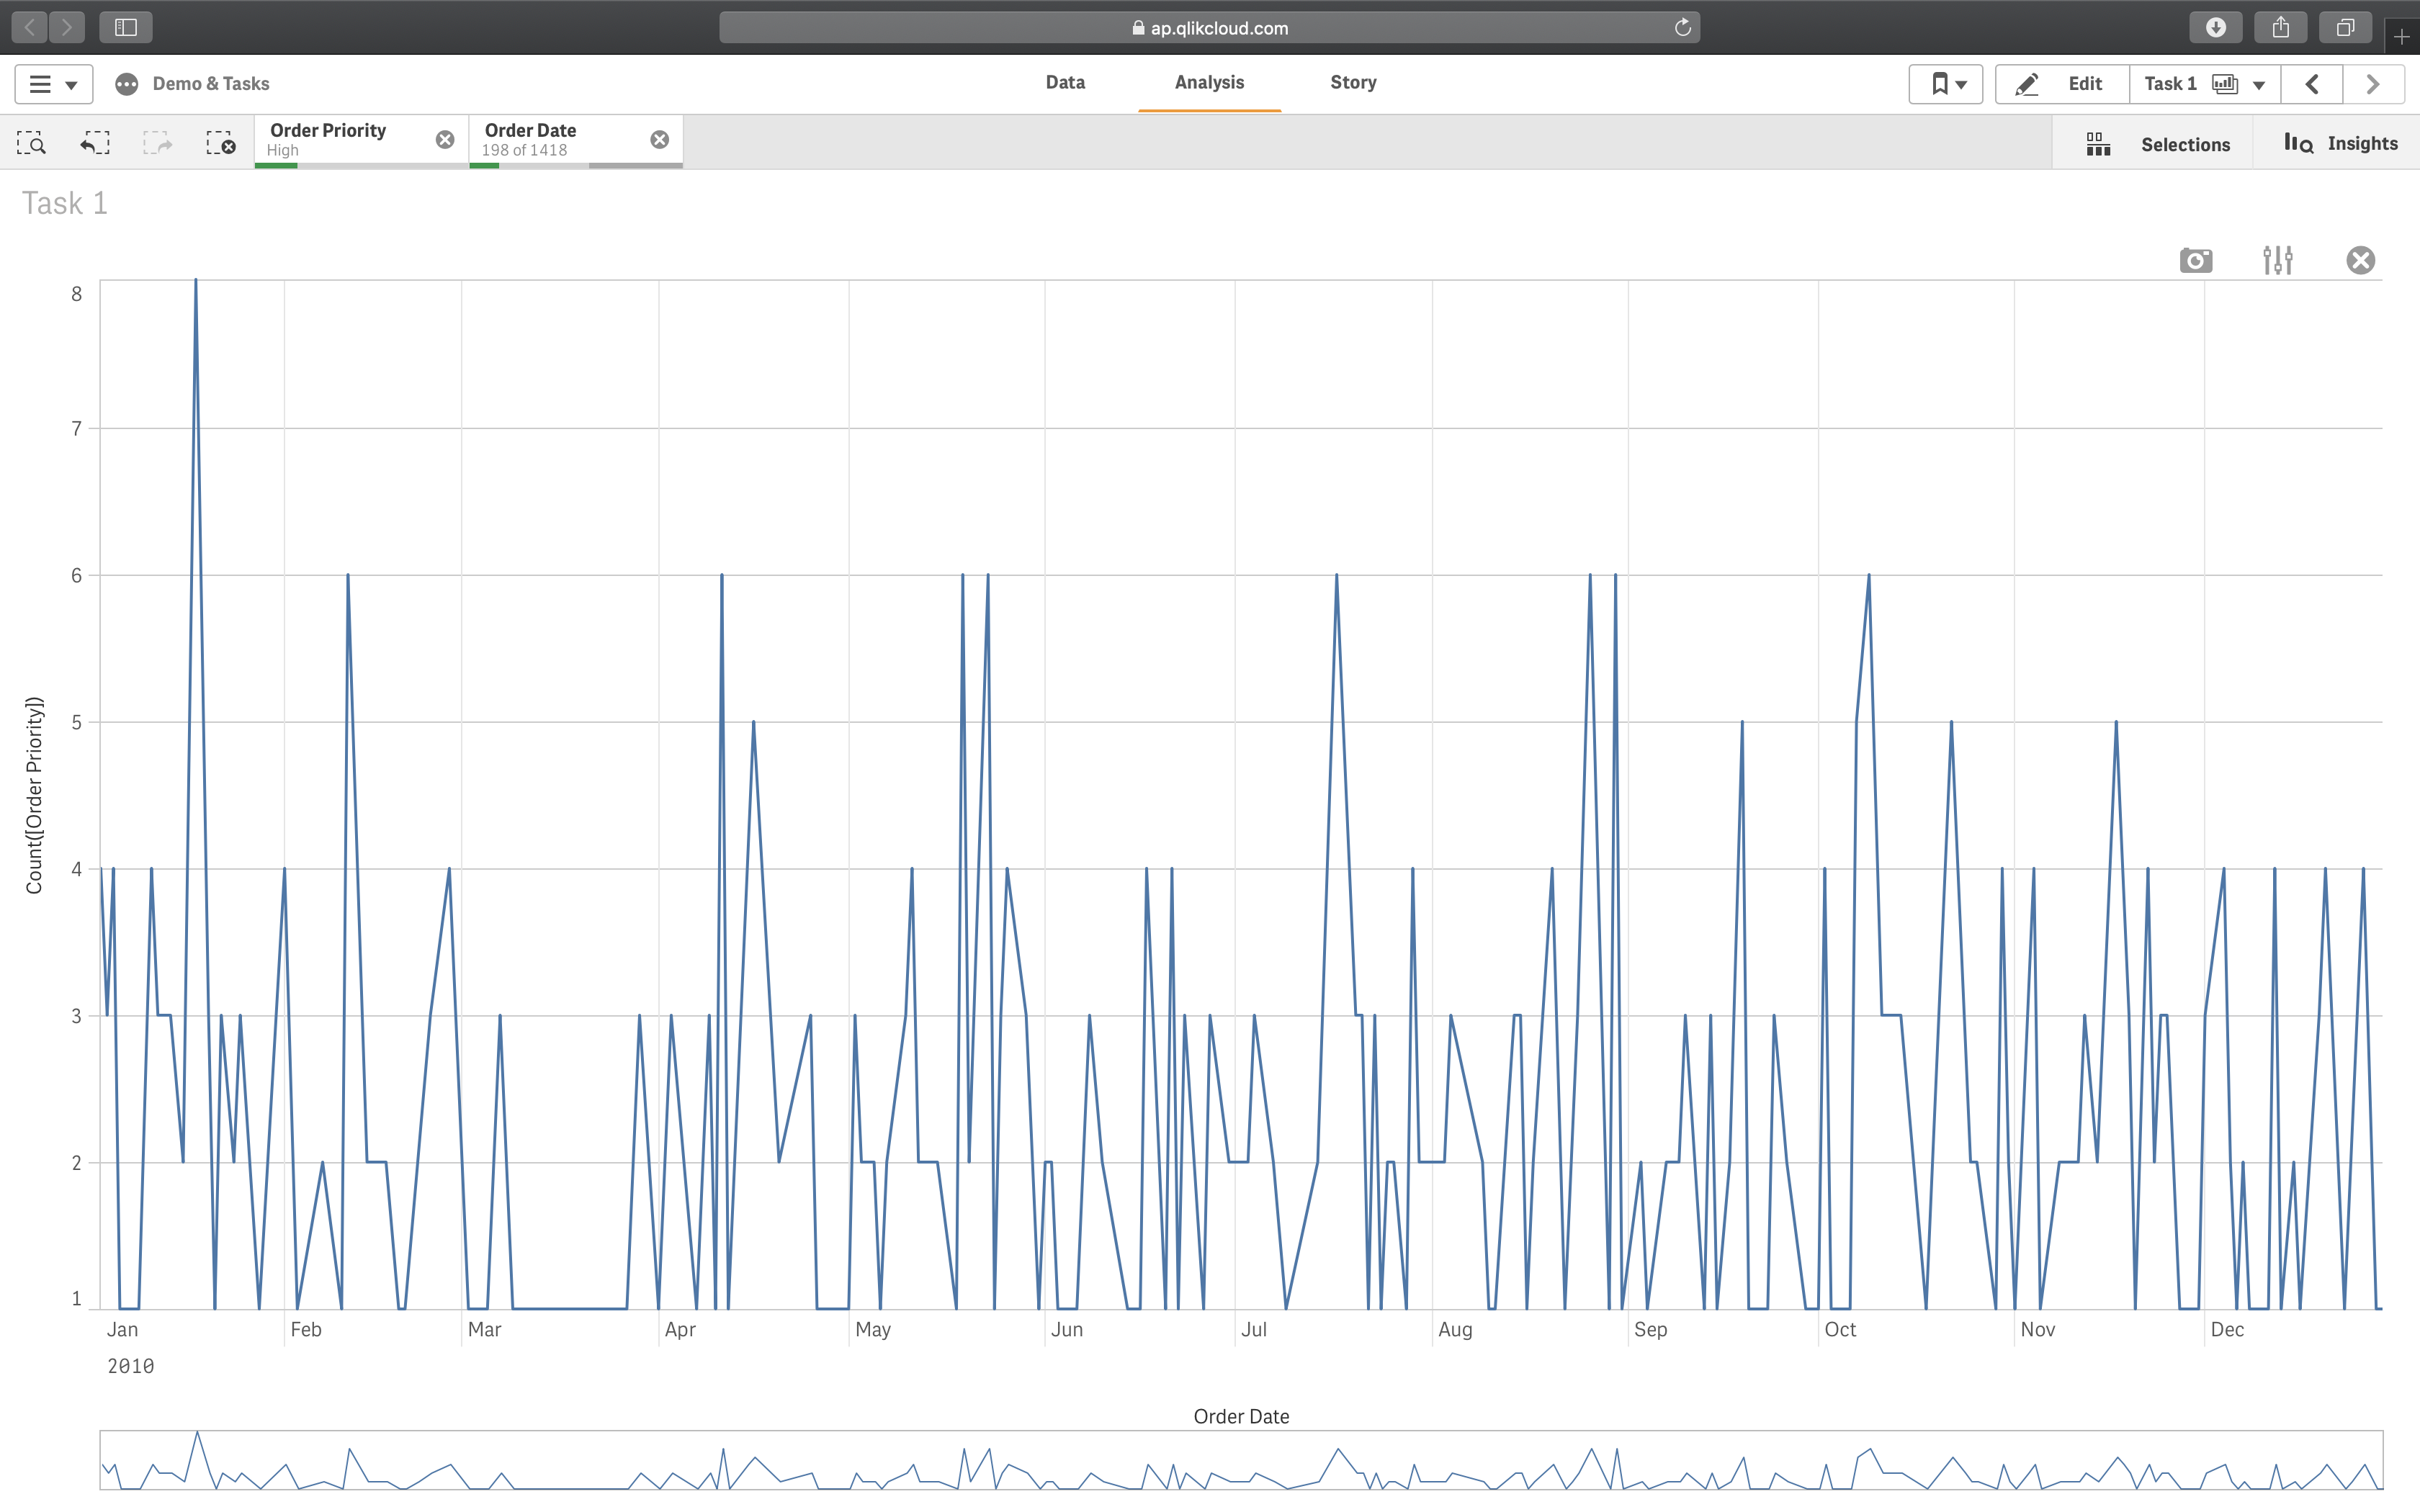 ap.qlikcloud.com
Demo & Tasks
Data
Analysis
Story
Edit
Task 1
Order Priority
High
Order Date
198 of 1418
Selections
Insights
Task 1
Count([Order Priority])
8
7
6
5
4
3
2
1
Jan Feb Mar Apr May Jun Jul Aug Sep Oct Nov Dec
2010
Order Date